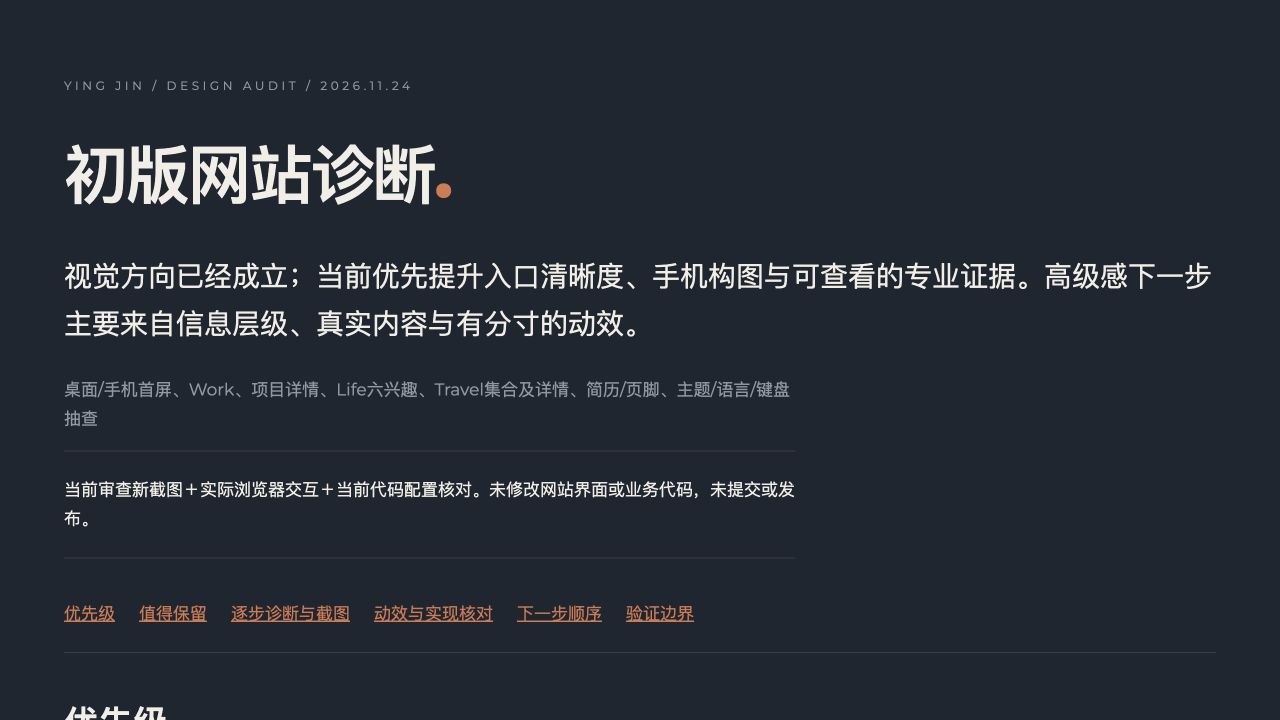 YING JIN / DESIGN AUDIT / 2026.11.24
初版网站诊断.
视觉方向已经成立；当前优先提升入口清晰度、手机构图与可查看的专业证据。高级感下一步
主要来自信息层级、真实内容与有分寸的动效。
桌面/手机首屏、Work、项目详情、Life六兴趣、Travel集合及详情、简历/页脚、主题/语言/键盘
抽查
当前审查新截图＋实际浏览器交互＋当前代码配置核对。未修改网站界面或业务代码，未提交或发
布。
优先级 值得保留 逐步诊断与截图 动效与实现核对 下一步顺序 验证边界
优先级